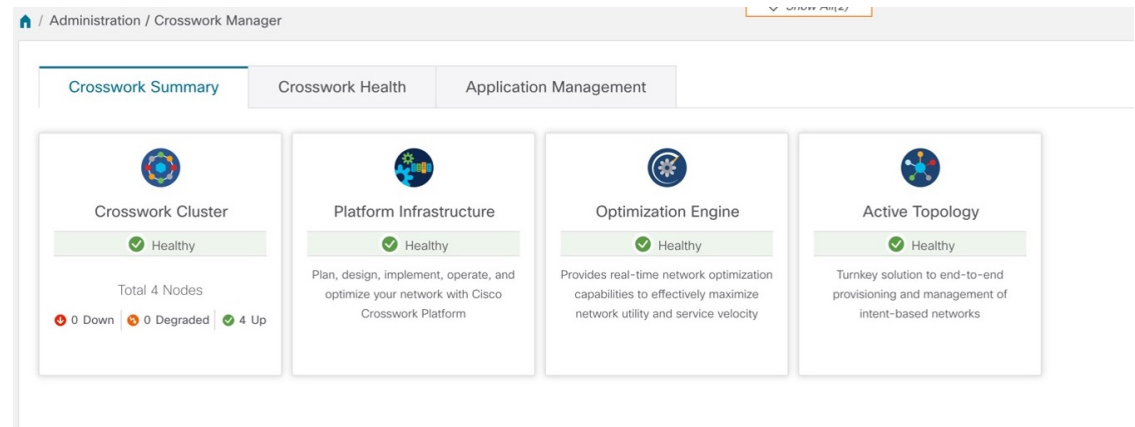 Show All(2)
/ Administration / Crosswork Manager
Crosswork Summary
Crosswork Health
Application Management
Crosswork Cluster
Healthy
Total 4 Nodes
0 Down
0 Degraded
4 Up
Platform Infrastructure
Healthy
Plan, design, implement, operate, and
optimize your network with Cisco
Crosswork Platform
Optimization Engine
Healthy
Provides real-time network optimization
capabilities to effectively maximize
network utility and service velocity
Active Topology
Healthy
Turnkey solution to end-to-end
provisioning and management of
intent-based networks